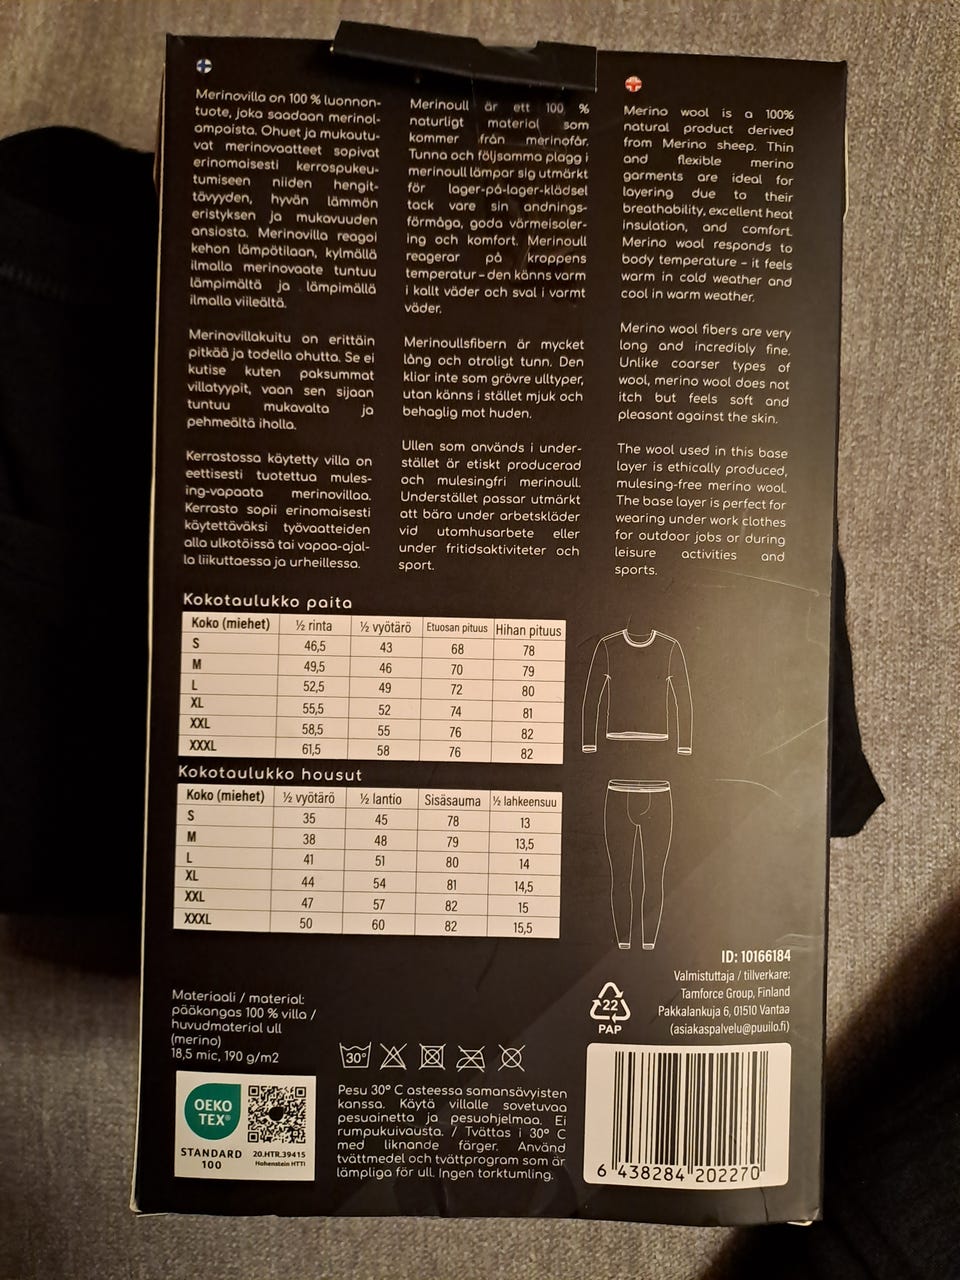 Merinovilla on 100 % luonnon-
tuote, joka saadaan merinol-
ampaista. Ohuet ja mukautu-
vat merinovaatteet sopivat
erinomaisesti kerrospukeu-
tumiseen niiden hengit-
tävyyden, hyvän lämmön
eristyksen ja mukavuuden
ansiosta. Merinovilla reagoi
kehon lämpötilaan, kylmällä
ilmalla merinovaate tuntuu
lämpimältä ja lämpimällä
ilmalla viileältä.
Merinovillakuitu on erittäin
pitkää ja todella ohutta. Se ei
kutise kuten paksummat
villatyypit, vaan sen sijaan
tuntuu mukavalta ja
pehmeältä iholla.
Kerrastossa käytetty villa on
eettisesti tuotettua mules-
ing-vapaata merinovillaa.
Kerrasto sopii erinomaisesti
käytettäväksi työvaatteiden
alla ulkotöissä tai vapaa-ajal-
la liikuttaessa ja urheillessa.
Merinoull är ett 100 %
naturligt material som
kommer från merinofår.
Tunna och följsamma plagg i
merinoull lämpar sig utmärkt
för lager-på-lager-klädsel
tack vare sin andnings-
förmåga, goda värmeisoler-
ing och komfort. Merinoull
reagerar på kroppens
temperatur – den känns varm
i kallt väder och sval i varmt
väder.
Merinoullsfibern är mycket
lång och otroligt tunn. Den
kliar inte som grövre ulltyper,
utan känns i stället mjuk och
behaglig mot huden.
Ullen som används i under-
stället är etiskt producerad
och mulesingfri merinoull.
Understället passar utmärkt
att bära under arbetskläder
vid utomhusarbete eller
under fritidsaktiviteter och
sport.
Merino wool is a 100%
natural product derived
from Merino sheep. Thin
and flexible merino
garments are ideal for
layering due to their
breathability, excellent heat
insulation, and comfort.
Merino wool responds to
body temperature – it feels
warm in cold weather and
cool in warm weather.
Merino wool fibers are very
long and incredibly fine.
Unlike coarser types of
wool, merino wool does not
itch but feels soft and
pleasant against the skin.
The wool used in this base
layer is ethically produced,
mulesing-free merino wool.
The base layer is perfect for
wearing under work clothes
for outdoor jobs or during
leisure activities and
sports.
Kokotaulukko paita
Koko (miehet) ½ rinta ½ vyötärö Etuosan pituus Hihan pituus
S 46,5 43 68 78
M 49,5 46 70 79
L 52,5 49 72 80
XL 55,5 52 74 81
XXL 58,5 55 76 82
XXXL 61,5 58 76 82
Kokotaulukko housut
Koko (miehet) ½ vyötärö ½ lantio Sisäsauma ½ lahkeensuu
S 35 45 78 13
M 38 48 79 13,5
L 41 51 80 14
XL 44 54 81 14,5
XXL 47 57 82 15
XXXL 50 60 82 15,5
ID: 10166184
Valmistuttaja / tillverkare:
Tamforce Group, Finland
Pakkalankuja 6, 01510 Vantaa
(asiakaspalvelu@puuilo.fi)
22
PAP
Materiaali / material:
pääkangas 100 % villa /
huvudmaterial ull
(merino)
18,5 mic, 190 g/m2
OEKO
TEX®
STANDARD
100
20.HTR.39415
Hohenstein HTTI
30°
Pesu 30° C asteessa samansävyisten
kanssa. Käytä villalle sovetuvaa
pesuainetta ja pesuohjelmaa. Ei
rumpukuivausta. / Tvättas i 30° C
med liknande färger. Använd
tvättmedel och tvättprogram som är
lämpliga för ull. Ingen torktumling.
6 438284 202270